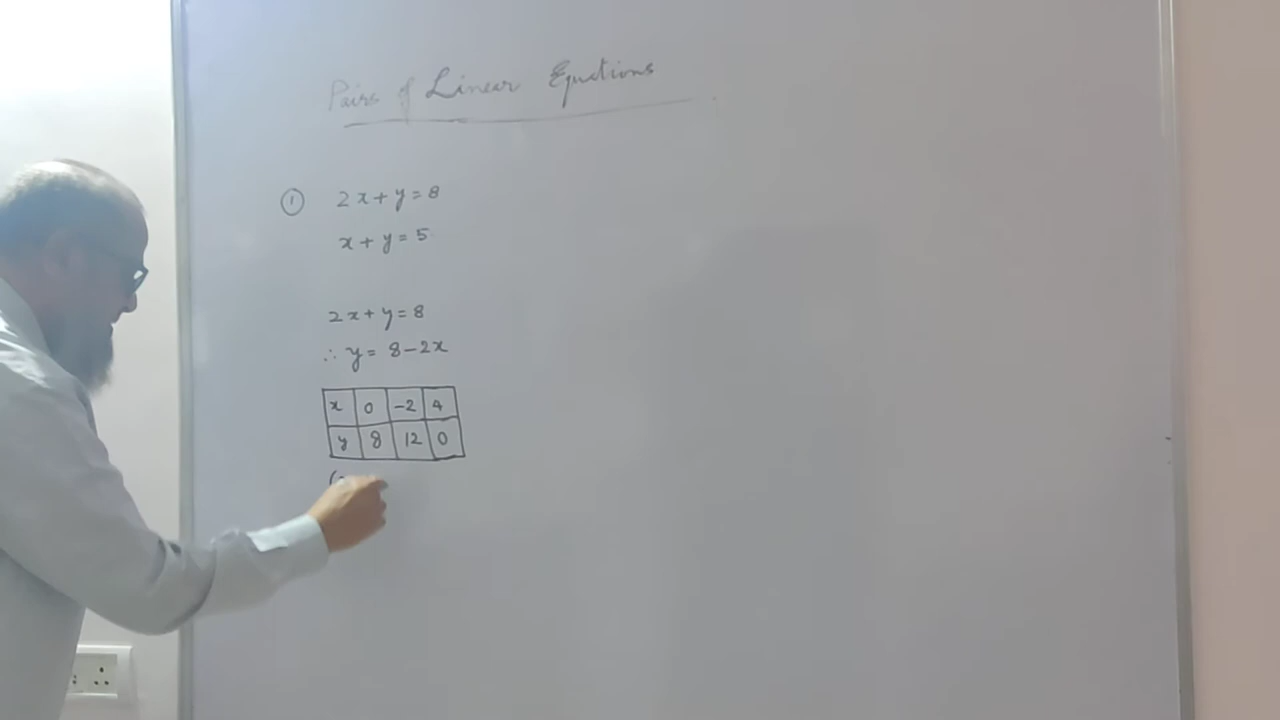 Pairs of Linear Equations
① 2x + y = 8
x + y = 5
2x + y = 8
∴ y = 8 – 2x
x 0 –2 4
y 8 12 0
(